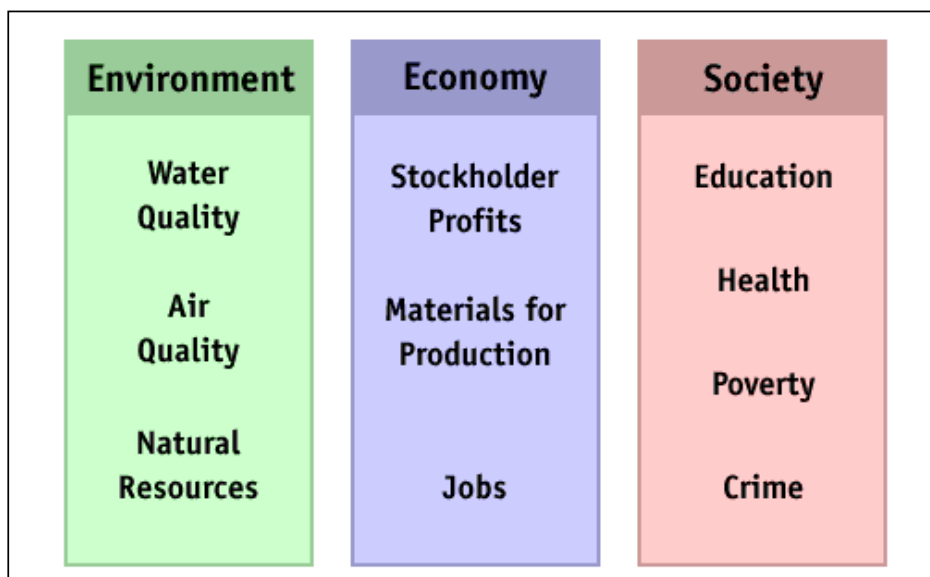 Environment
Water
Quality
Air
Quality
Natural
Resources
Economy
Stockholder
Profits
Materials for
Production
Jobs
Society
Education
Health
Poverty
Crime